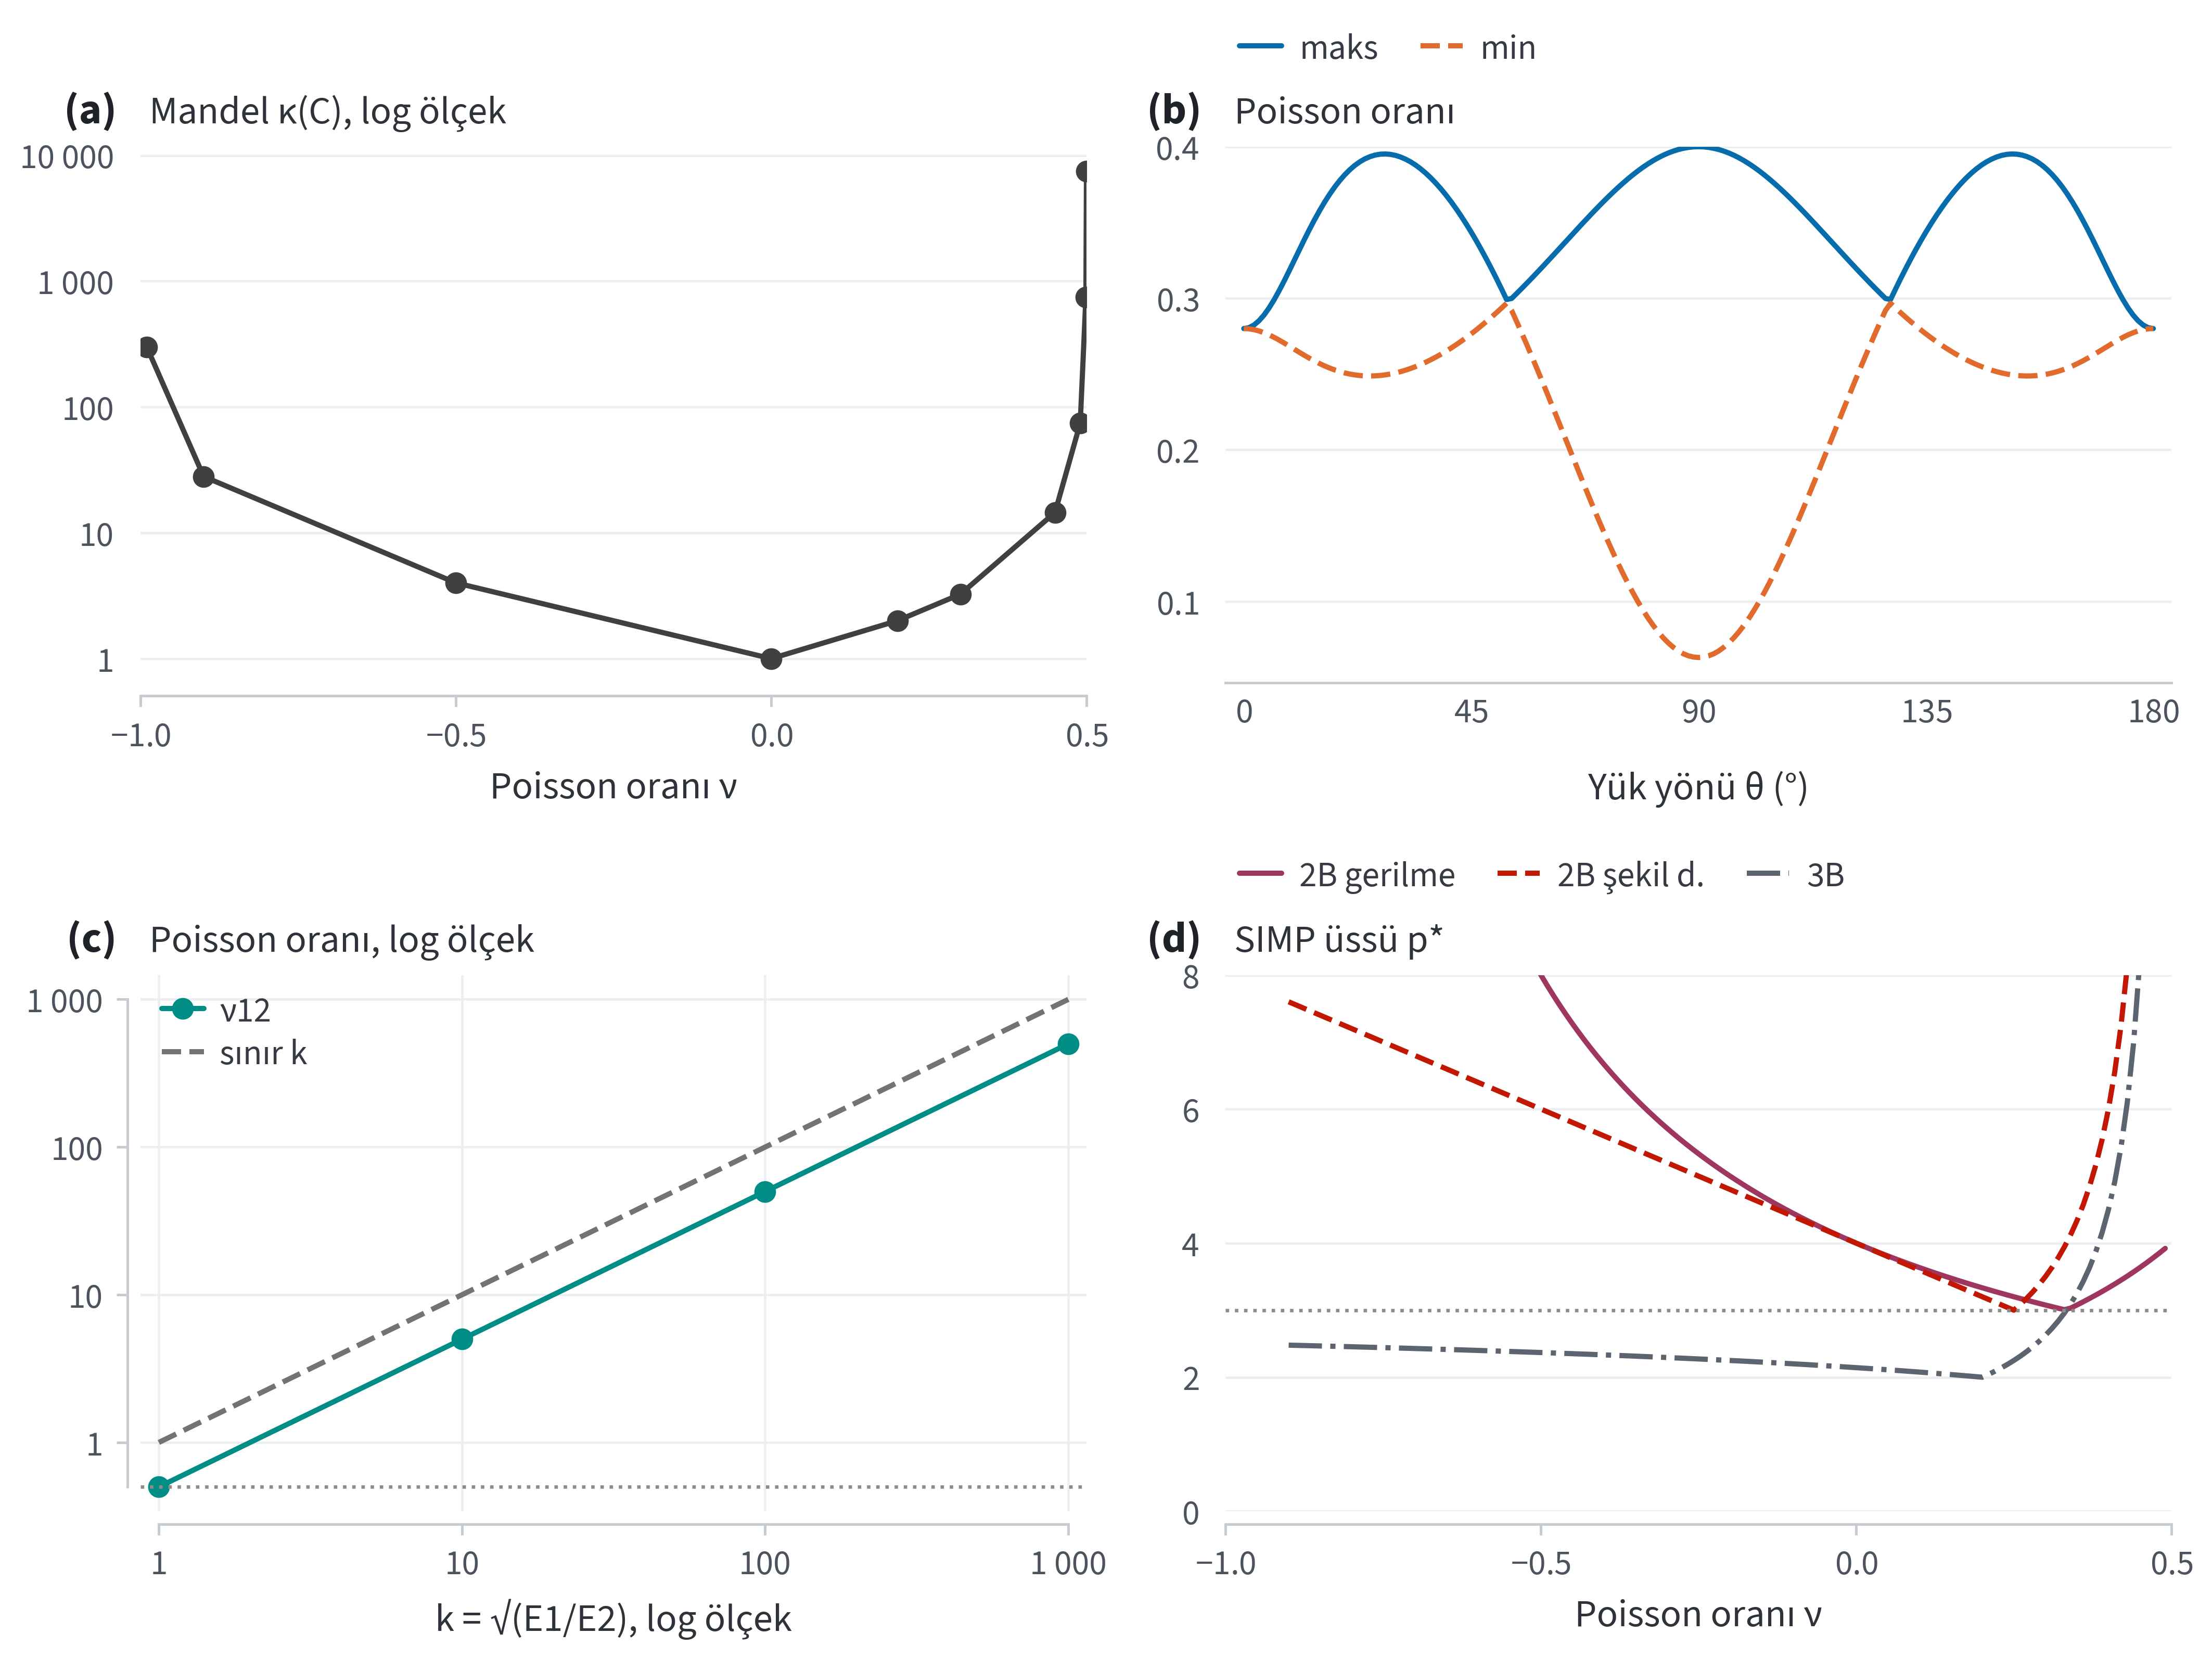 (a) Mandel κ(C), log ölçek
10 000
1 000
100
10
1
−1.0 −0.5 0.0 0.5
Poisson oranı ν
maks min
(b) Poisson oranı
0.4
0.3
0.2
0.1
0 45 90 135 180
Yük yönü θ (°)
(c) Poisson oranı, log ölçek
ν12
sınır k
1 000
100
10
1
1 10 100 1 000
k = √(E1/E2), log ölçek
2B gerilme 2B şekil d. 3B
(d) SIMP üssü p*
8
6
4
2
0
−1.0 −0.5 0.0 0.5
Poisson oranı ν